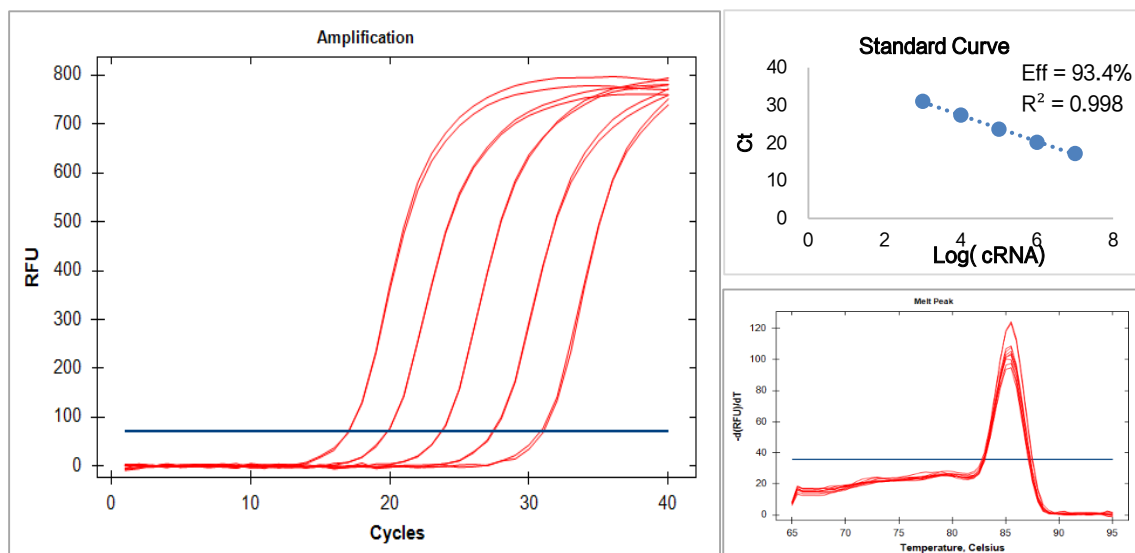 Amplification
800
700
600
500
400
300
200
100
0
RFU
0 10 20 30 40
Cycles
Standard Curve
Eff = 93.4%
R² = 0.998
40
30
20
10
0
Ct
0 2 4 6 8
Log( cRNA)
Melt Peak
120
100
80
60
40
20
0
-d(RFU)/dT
65 70 75 80 85 90 95
Temperature, Celsius